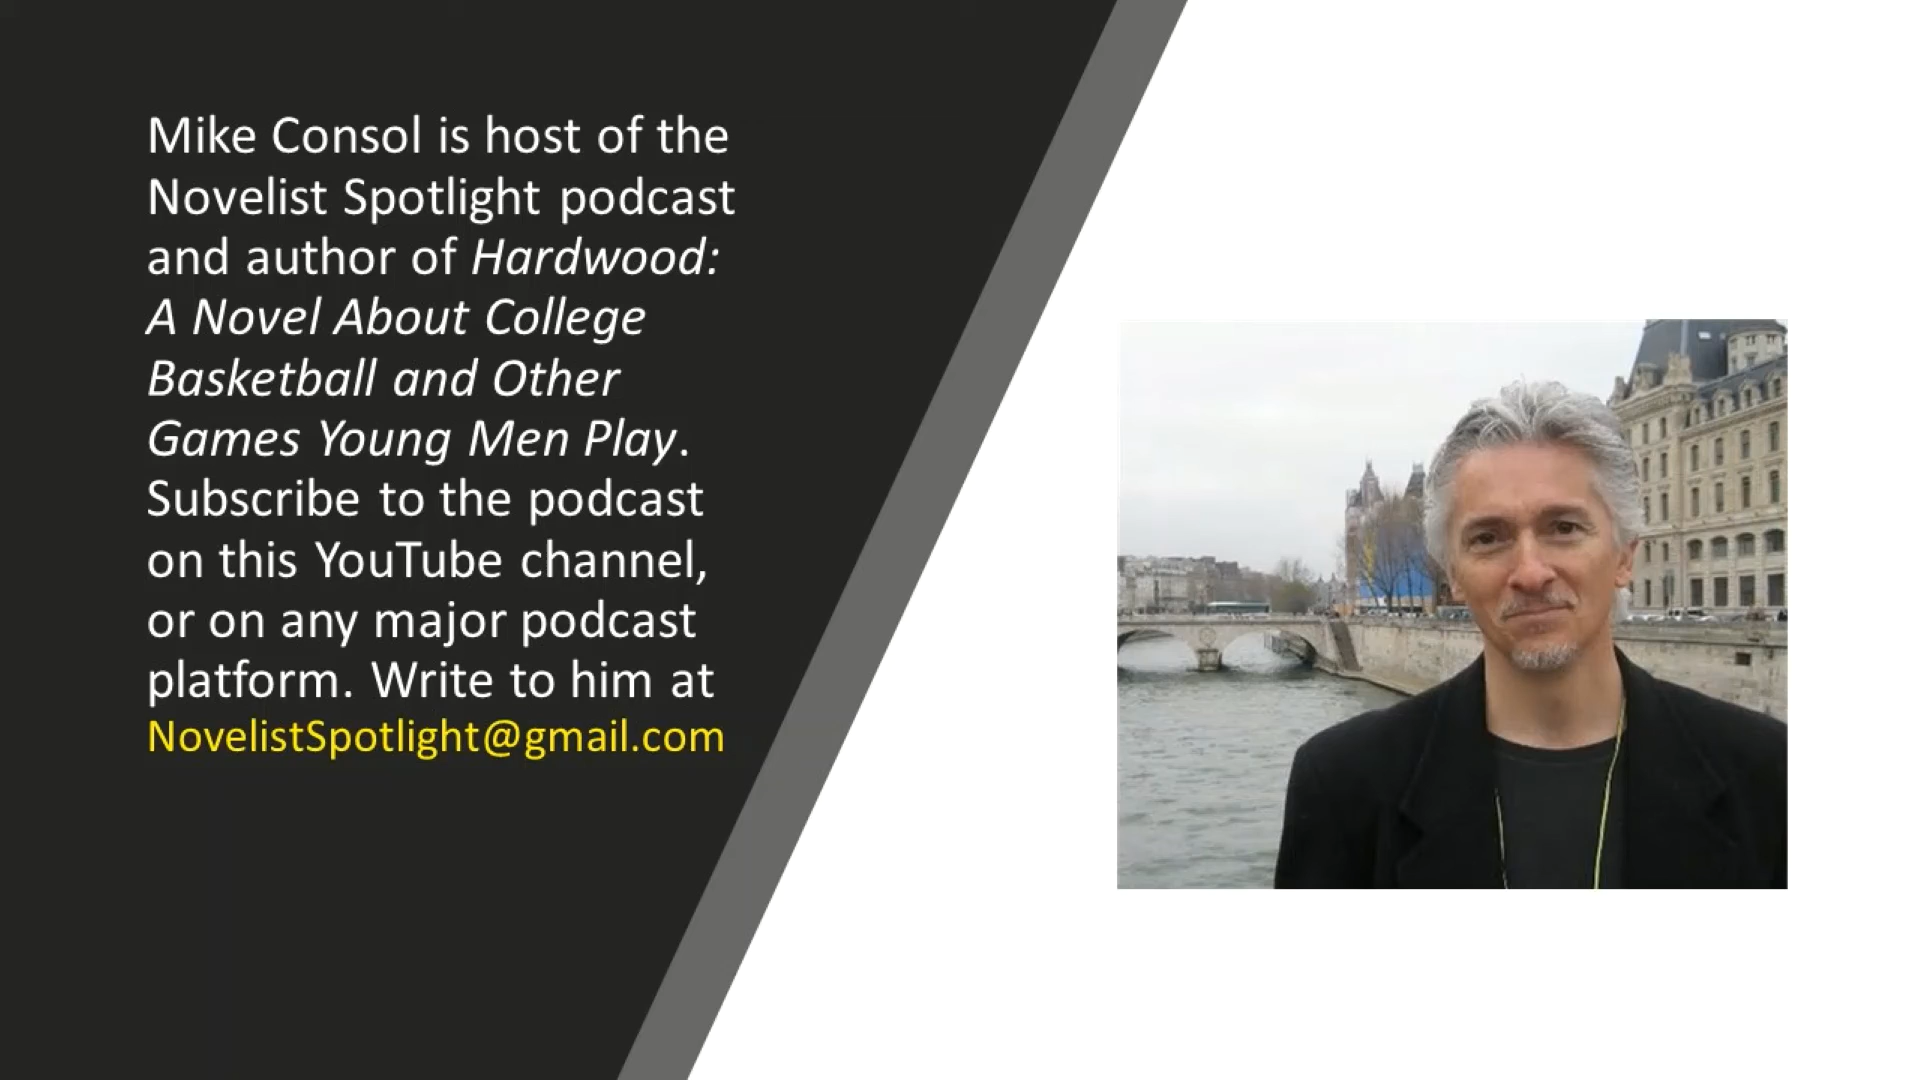 Mike Consol is host of the
Novelist Spotlight podcast
and author of Hardwood:
A Novel About College
Basketball and Other
Games Young Men Play.
Subscribe to the podcast
on this YouTube channel,
or on any major podcast
platform. Write to him at
NovelistSpotlight@gmail.com